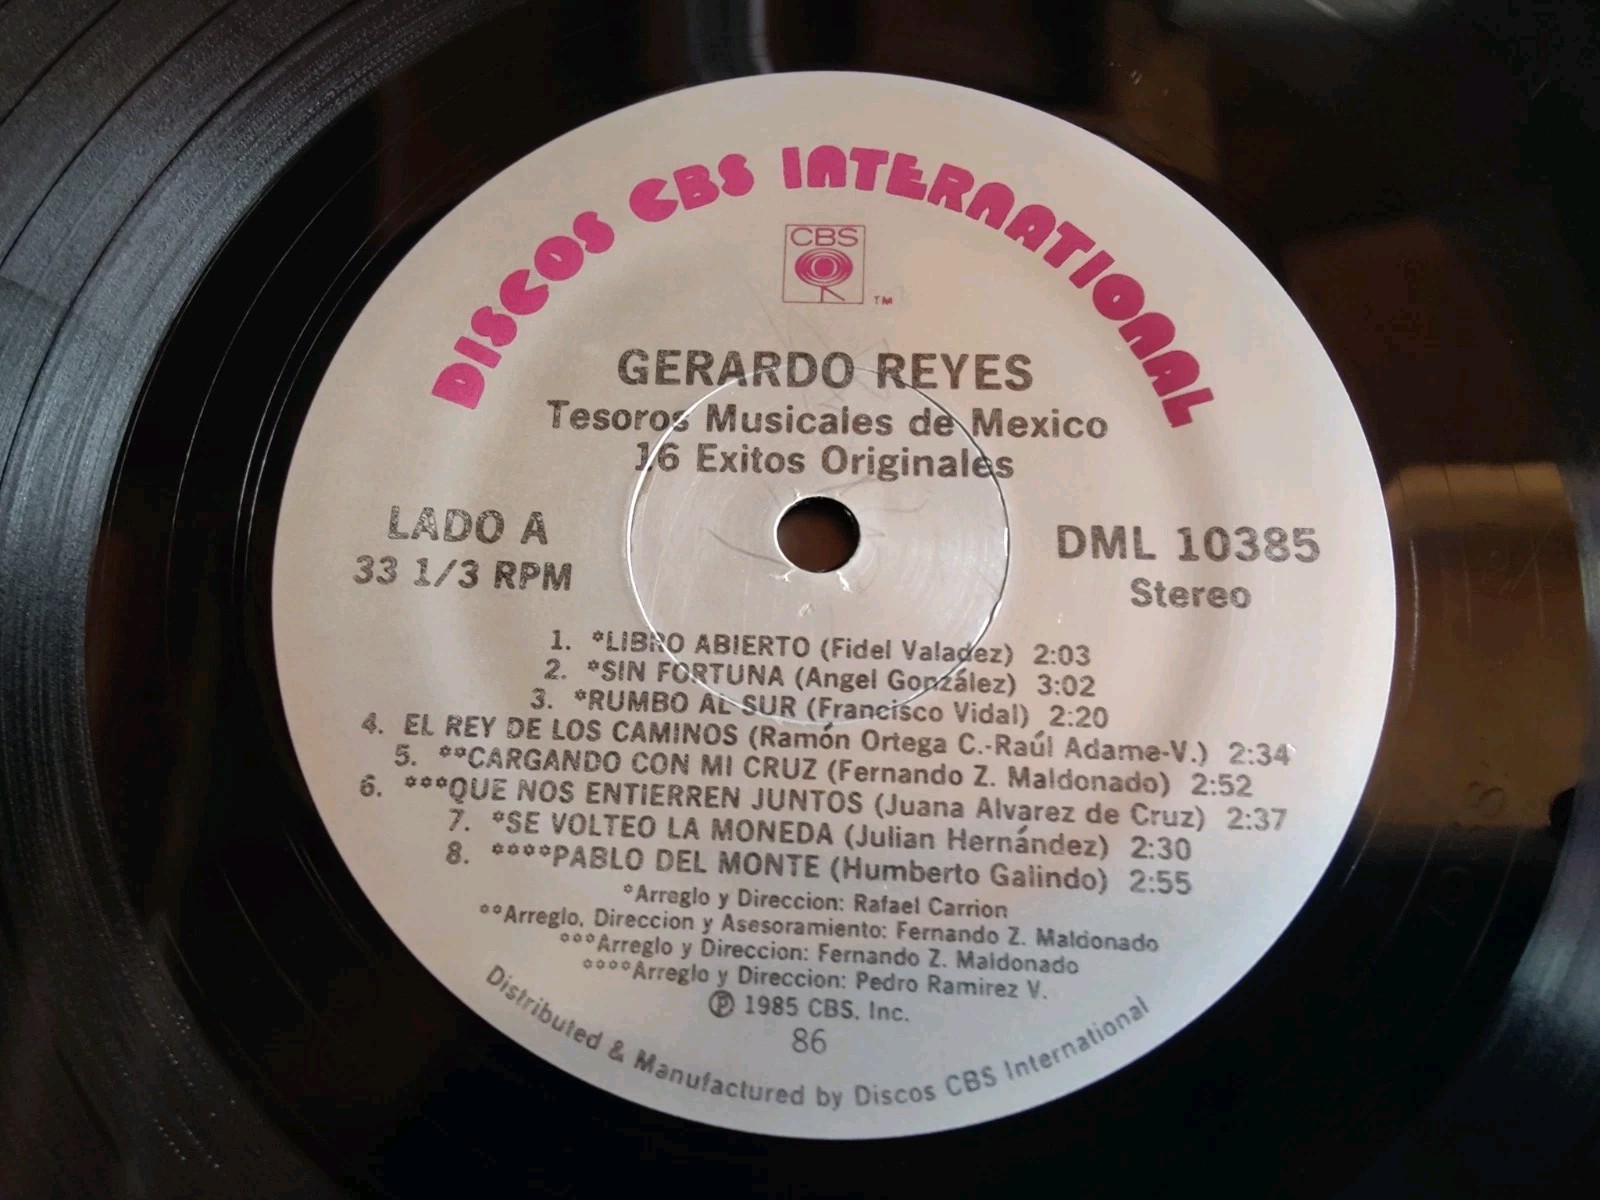 DISCOS CBS INTERNATIONAL
CBS
TM
GERARDO REYES
Tesoros Musicales de Mexico
16 Exitos Originales
LADO A
33 1/3 RPM
DML 10385
Stereo
1. *LIBRO ABIERTO (Fidel Valadez) 2:03
2. *SIN FORTUNA (Angel González) 3:02
3. *RUMBO AL SUR (Francisco Vidal) 2:20
4. EL REY DE LOS CAMINOS (Ramón Ortega C.-Raúl Adame-V.) 2:34
5. **CARGANDO CON MI CRUZ (Fernando Z. Maldonado) 2:52
6. ***QUE NOS ENTIERREN JUNTOS (Juana Alvarez de Cruz) 2:37
7. *SE VOLTEO LA MONEDA (Julian Hernández) 2:30
8. ****PABLO DEL MONTE (Humberto Galindo) 2:55
*Arreglo y Direccion: Rafael Carrion
**Arreglo, Direccion y Asesoramiento: Fernando Z. Maldonado
***Arreglo y Direccion: Fernando Z. Maldonado
****Arreglo y Direccion: Pedro Ramirez V.
℗ 1985 CBS, Inc.
86
Distributed & Manufactured by Discos CBS International